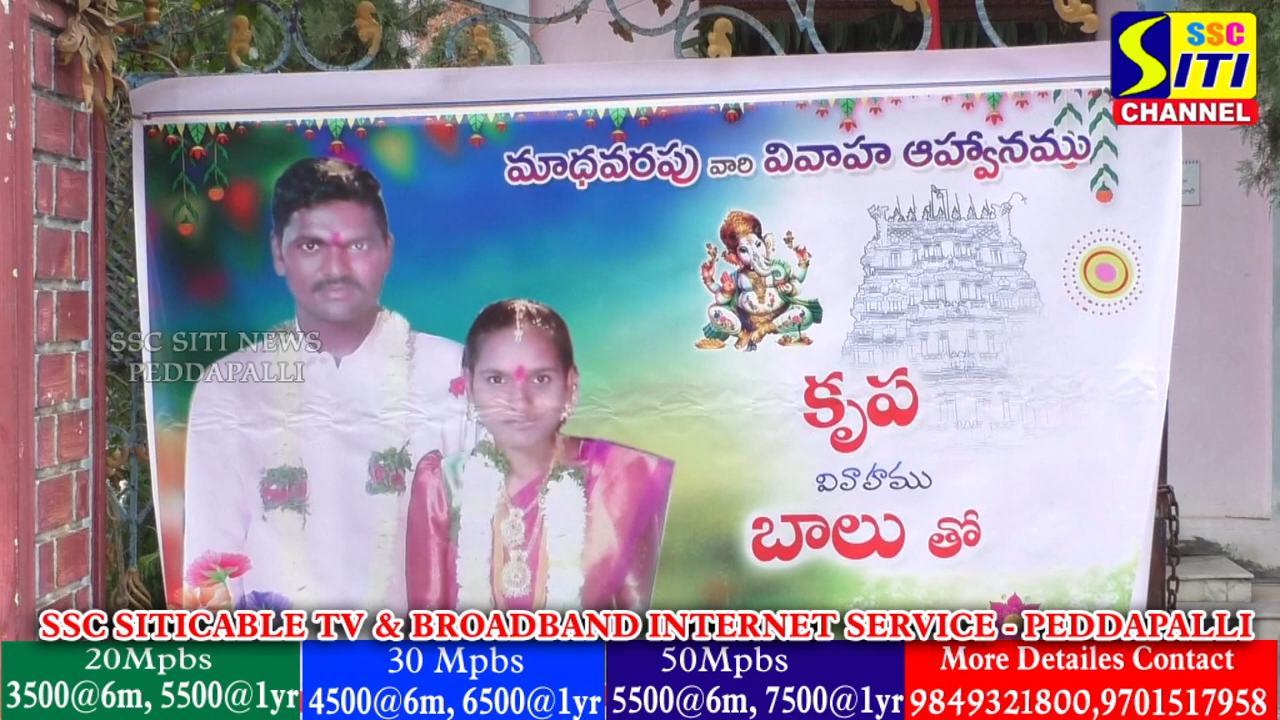 SSC
SITI
CHANNEL
మాధవరపు వారి వివాహ ఆహ్వానము
SSC SITI NEWS
PEDDAPALLI
కృప
వివాహము
బాలు తో
SSC SITICABLE TV & BROADBAND INTERNET SERVICE - PEDDAPALLI
20Mpbs
3500@6m, 5500@1yr
30 Mpbs
4500@6m, 6500@1yr
50Mpbs
5500@6m, 7500@1yr
More Detailes Contact
9849321800,9701517958